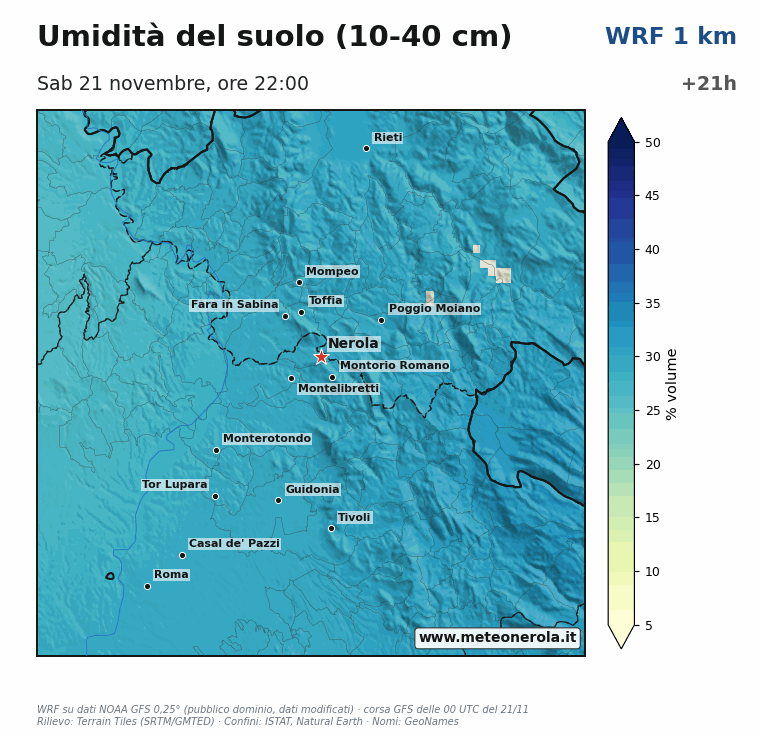 Umidità del suolo (10-40 cm)
WRF 1 km
Sab 21 novembre, ore 22:00
+21h
Rieti
Mompeo
Toffia
Fara in Sabina
Poggio Moiano
Nerola
Montorio Romano
Montelibretti
Monterotondo
Tor Lupara
Guidonia
Tivoli
Casal de' Pazzi
Roma
www.meteonerola.it
50
45
40
35
30
25
20
15
10
5
% volume
WRF su dati NOAA GFS 0,25° (pubblico dominio, dati modificati) · corsa GFS delle 00 UTC del 21/11
Rilievo: Terrain Tiles (SRTM/GMTED) · Confini: ISTAT, Natural Earth · Nomi: GeoNames